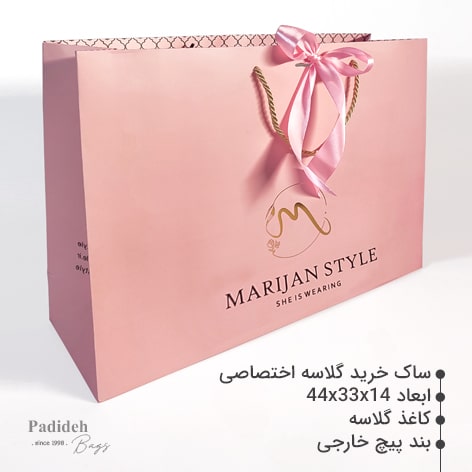 M
MARIJAN STYLE
SHE IS WEARING
ساک خرید گلاسه اختصاصی
ابعاد 44x33x14
کاغذ گلاسه
بند پیچ خارجی
Padideh
. since 1998 .
Bags